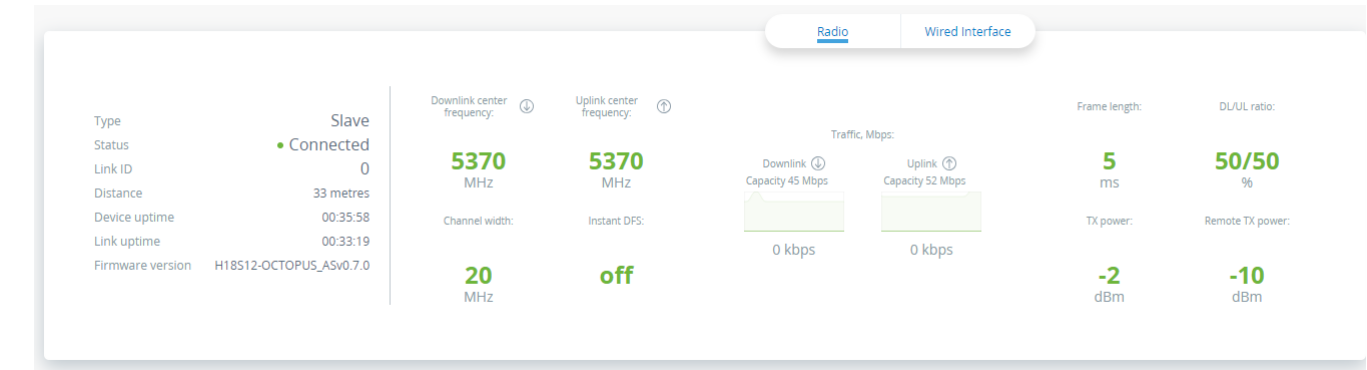 Radio
Wired Interface
Type Slave
Status Connected
Link ID 0
Distance 33 metres
Device uptime 00:35:58
Link uptime 00:33:19
Firmware version H18S12-OCTOPUS_ASv0.7.0
Downlink center
frequency:
5370
MHz
Uplink center
frequency:
5370
MHz
Channel width:
20
MHz
Instant DFS:
off
Traffic, Mbps:
Downlink
Capacity 45 Mbps
0 kbps
Uplink
Capacity 52 Mbps
0 kbps
Frame length:
5
ms
DL/UL ratio:
50/50
%
TX power:
-2
dBm
Remote TX power:
-10
dBm